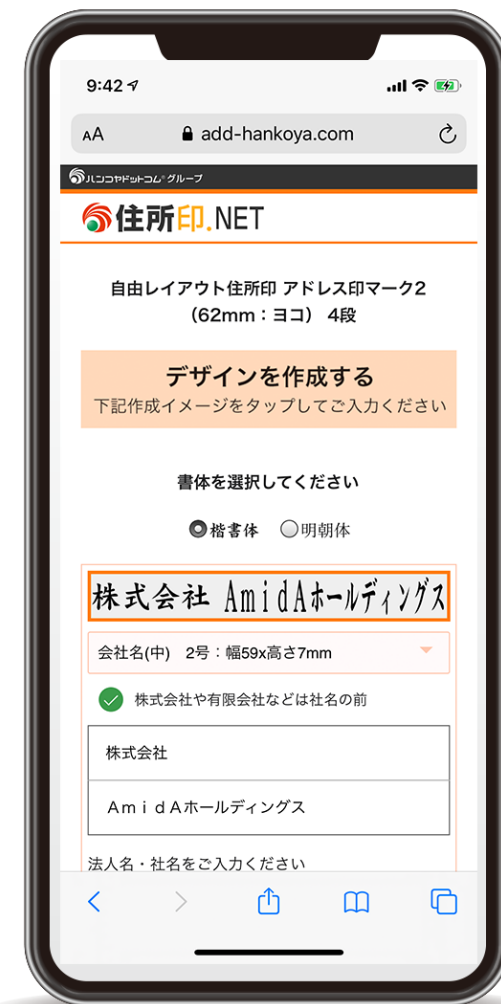 9:42
AA add-hankoya.com
ハンコヤドットコム®グループ
住所印.NET
自由レイアウト住所印 アドレス印マーク2
（62mm：ヨコ） 4段
デザインを作成する
下記作成イメージをタップしてご入力ください
書体を選択してください
楷書体 明朝体
株式会社 AmidAホールディングス
会社名(中) 2号：幅59x高さ7mm
株式会社や有限会社などは社名の前
株式会社
ＡｍｉｄＡホールディングス
法人名・社名をご入力ください